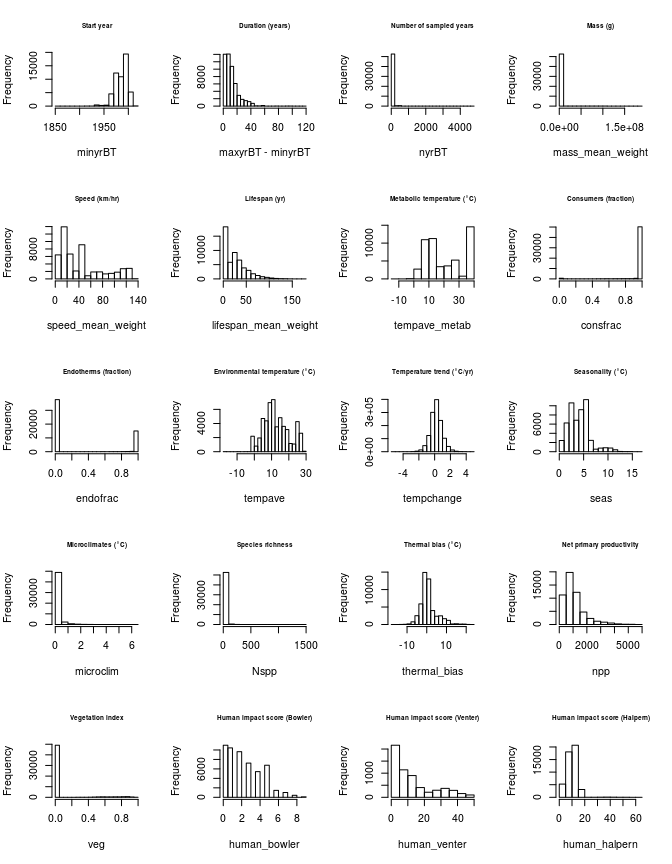 Start year
Duration (years)
Number of sampled years
Mass (g)
Frequency
0 15000
1850 1950
minyrBT
Frequency
0 8000
0 40 80 120
maxyrBT - minyrBT
Frequency
0 30000
0 2000 4000
nyrBT
Frequency
0 30000
0.0e+00 1.5e+08
mass_mean_weight
Speed (km/hr)
Lifespan (yr)
Metabolic temperature (°C)
Consumers (fraction)
Frequency
0 8000
0 40 80 140
speed_mean_weight
Frequency
0 10000
0 50 150
lifespan_mean_weight
Frequency
0 10000
-10 10 30
tempave_metab
Frequency
0 30000
0.0 0.4 0.8
consfrac
Endotherms (fraction)
Environmental temperature (°C)
Temperature trend (°C/yr)
Seasonality (°C)
Frequency
0 20000
0.0 0.4 0.8
endofrac
Frequency
0 4000
-10 10 30
tempave
Frequency
0e+00 3e+05
-4 0 2 4
tempchange
Frequency
0 6000
0 5 10 15
seas
Microclimates (°C)
Species richness
Thermal bias (°C)
Net primary productivity
Frequency
0 30000
0 2 4 6
microclim
Frequency
0 30000
0 500 1500
Nspp
Frequency
0 10000
-10 0 10
thermal_bias
Frequency
0 15000
0 2000 5000
npp
Vegetation index
Human impact score (Bowler)
Human impact score (Venter)
Human impact score (Halpern)
Frequency
0 30000
0.0 0.4 0.8
veg
Frequency
0 6000
0 2 4 6 8
human_bowler
Frequency
0 1000
0 20 40
human_venter
Frequency
0 15000
0 20 40 60
human_halpern